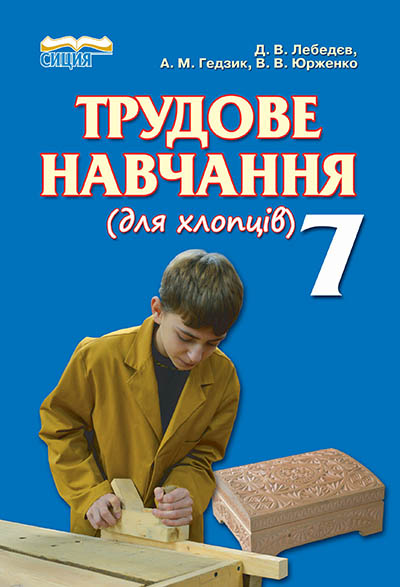 Д. В. Лебедєв,
А. М. Гедзик, В. В. Юрженко
СИЦИЯ
ТРУДОВЕ
НАВЧАННЯ
(для хлопців) 7